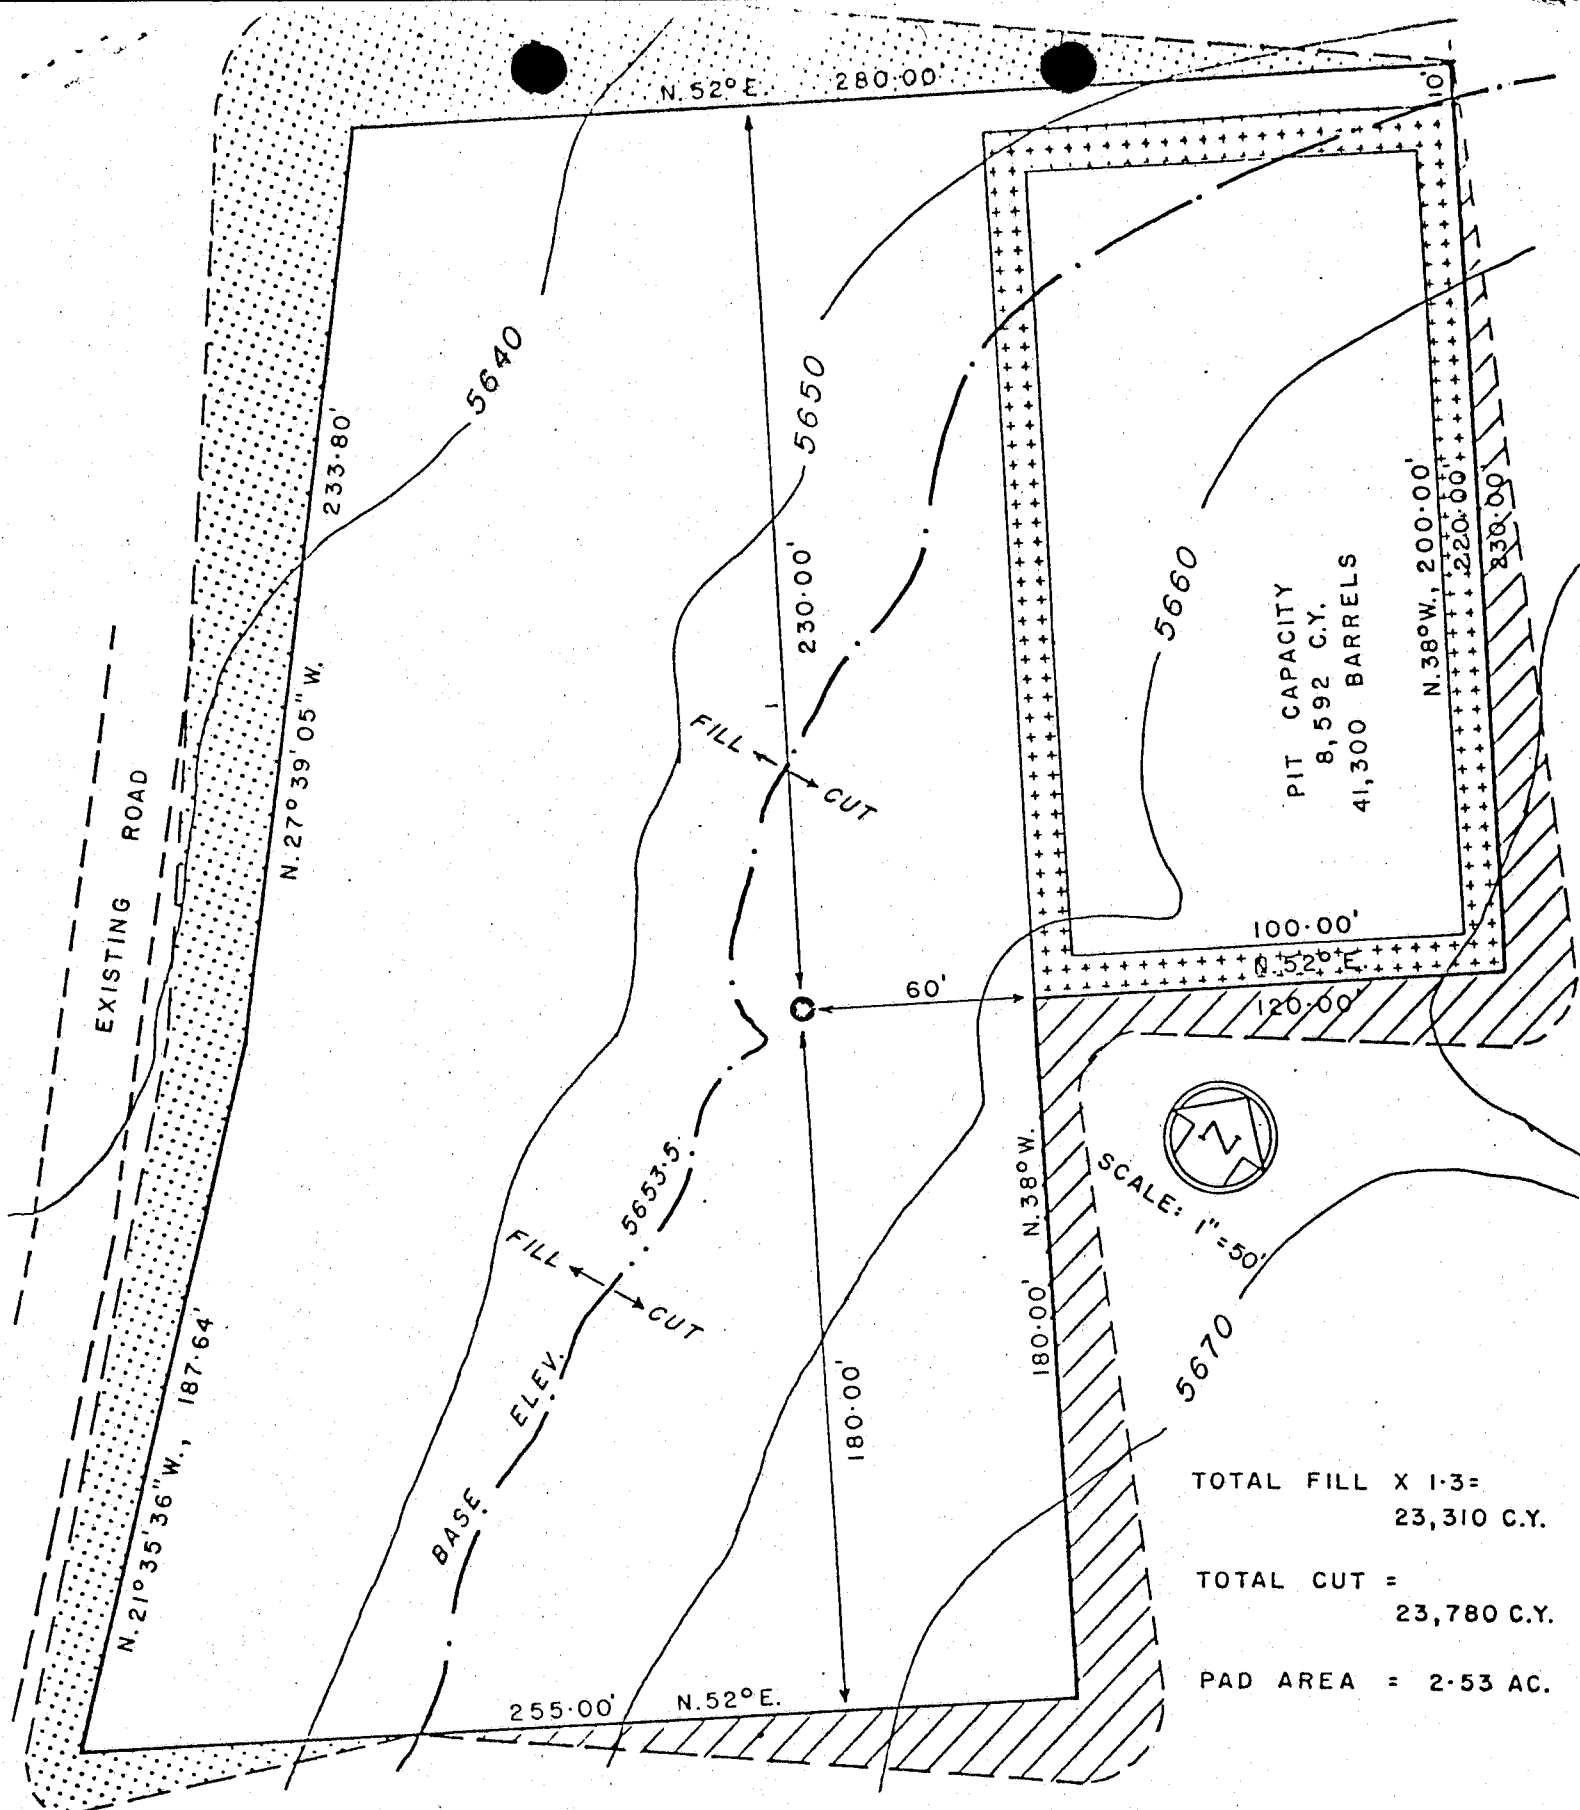 N. 52° E. 280.00'
10'
5640
5650
233.80'
N. 27° 39' 05" W.
230.00'
5660
PIT CAPACITY
8,592 C.Y.
41,300 BARRELS
N. 38° W., 200.00'
220.00'
230.00'
FILL
CUT
EXISTING ROAD
100.00'
N. 52° E.
120.00'
60'
N
SCALE: 1" = 50'
N. 38° W.
180.00'
5653.5
FILL
CUT
BASE ELEV.
180.00'
5670
N. 21° 35' 36" W., 187.64'
255.00' N. 52° E.
TOTAL FILL X 1.3=
23,310 C.Y.
TOTAL CUT =
23,780 C.Y.
PAD AREA = 2.53 AC.